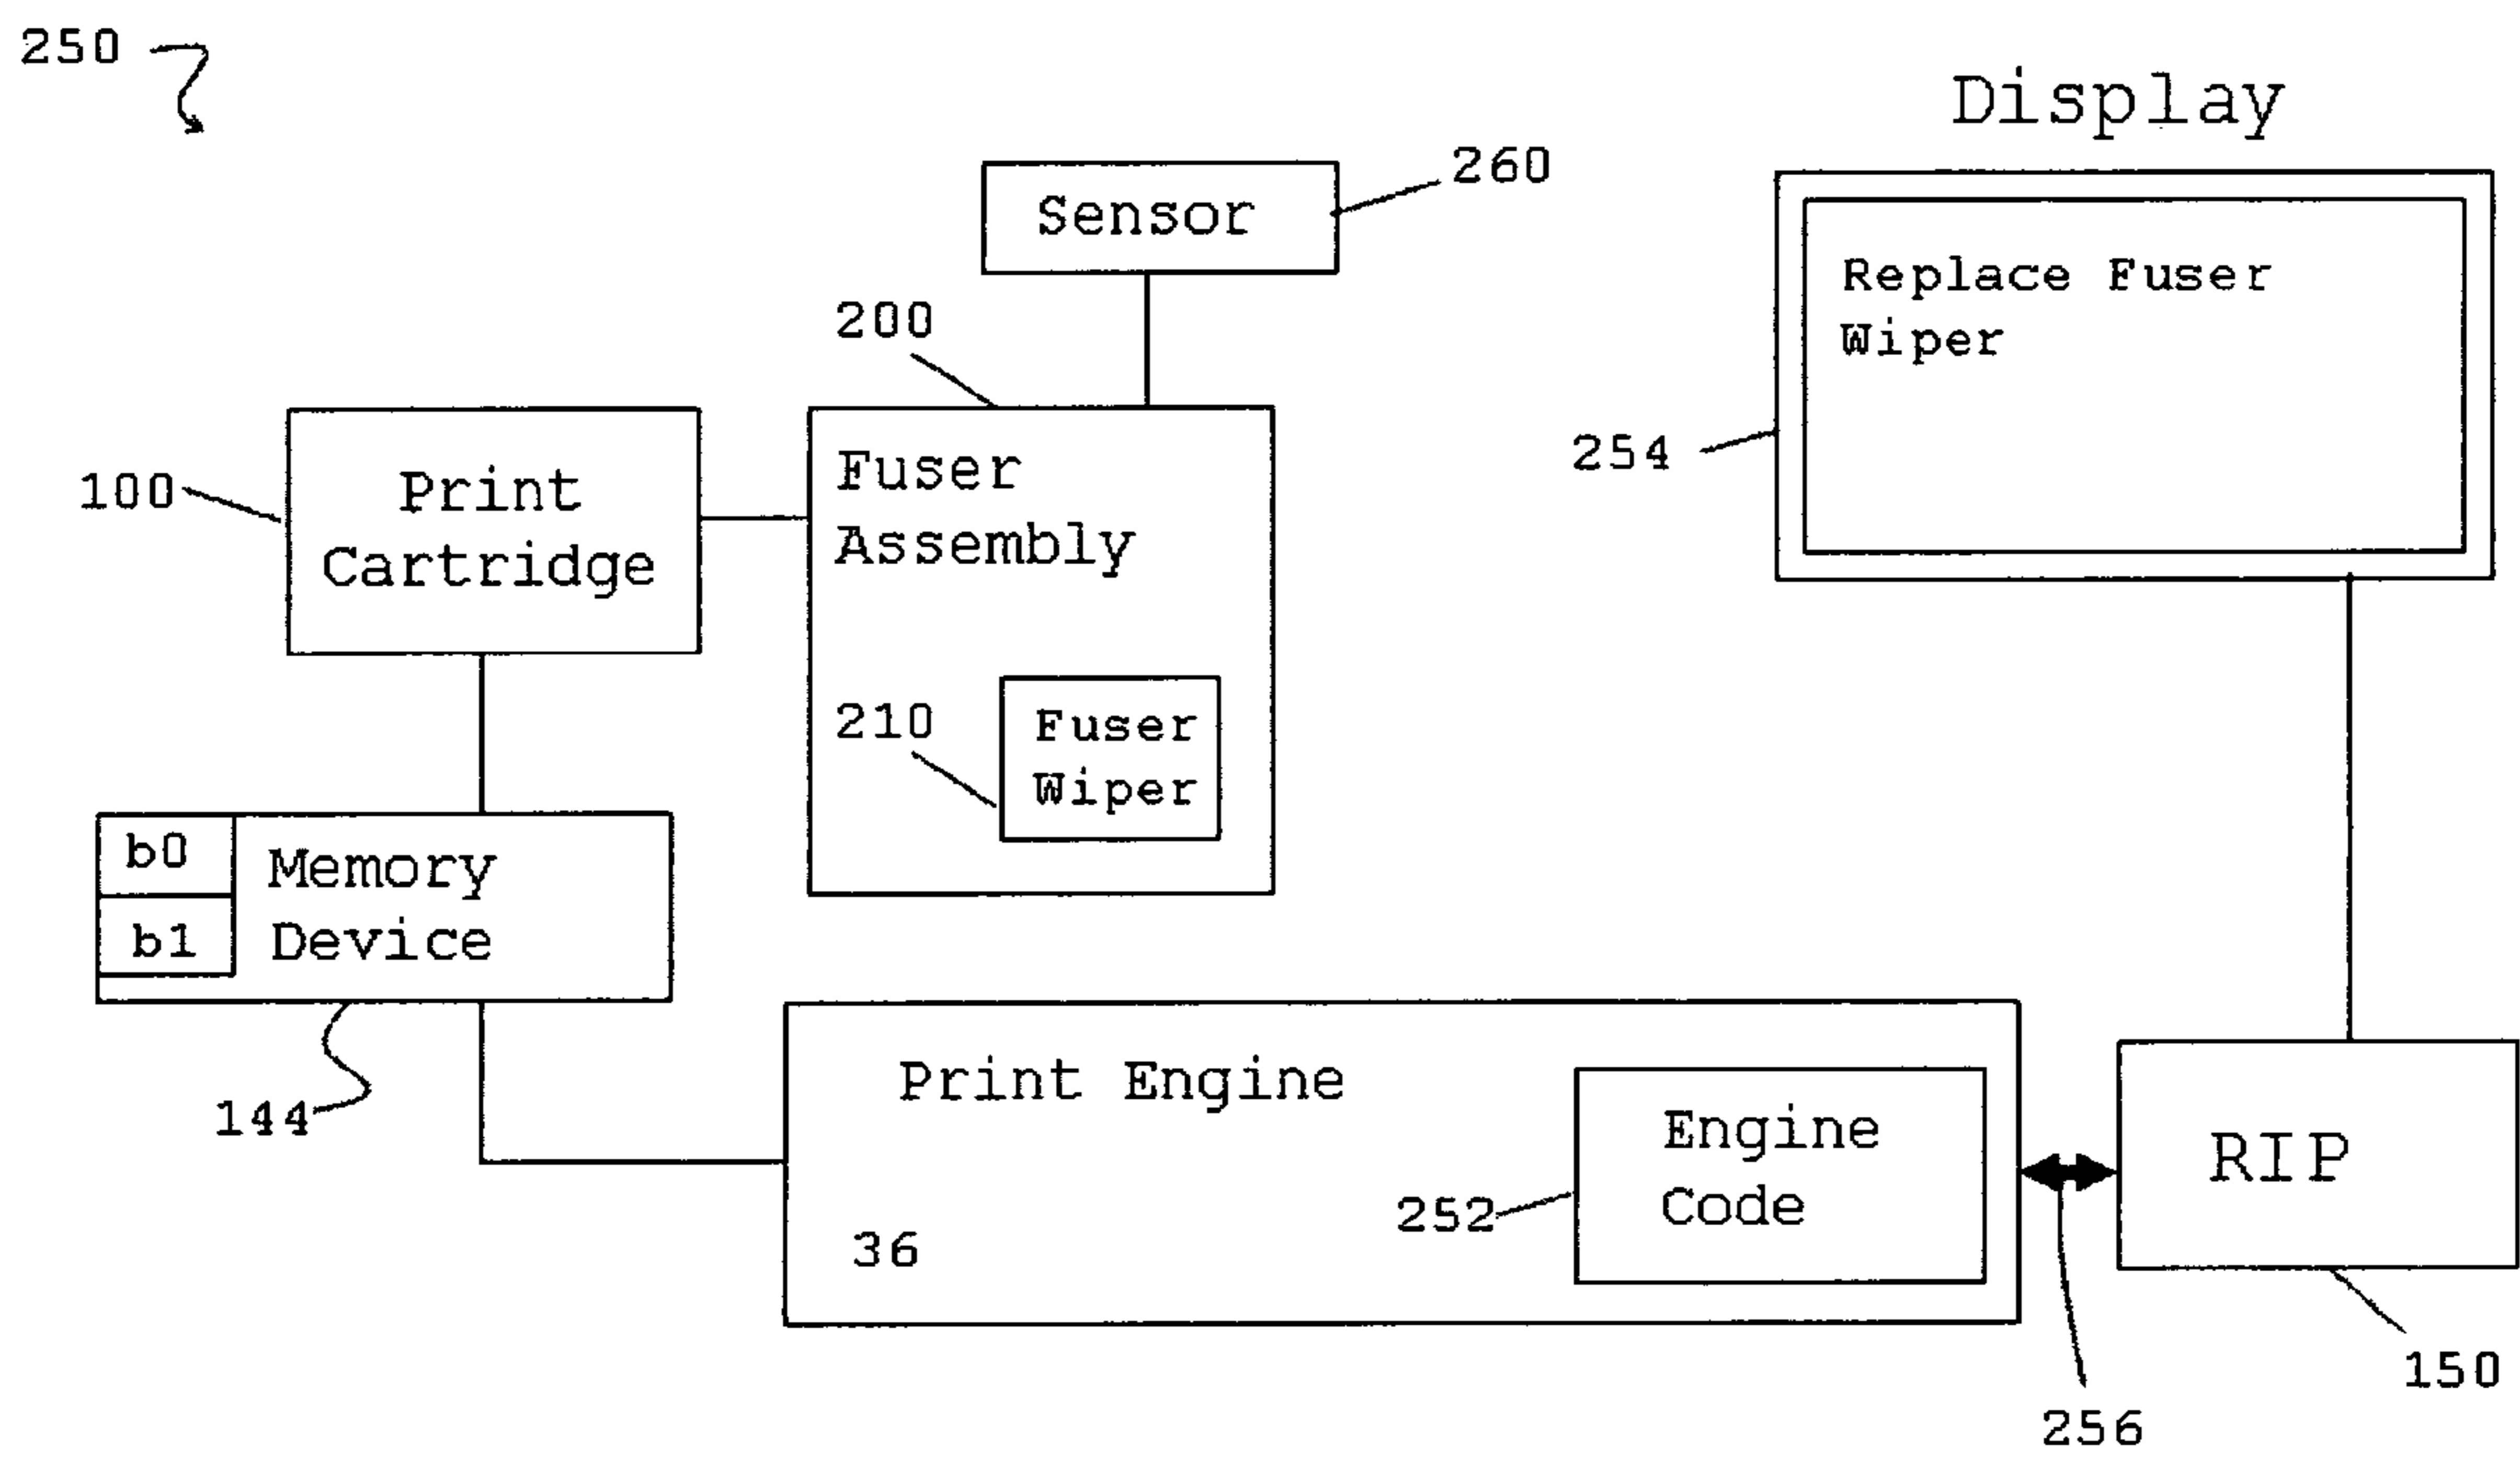 250
Display
Sensor
260
Replace Fuser
Wiper
200
254
100
Print
Cartridge
Fuser
Assembly
210
Fuser
Wiper
b0
b1
Memory
Device
144
Print Engine
36
252
Engine
Code
RIP
150
256